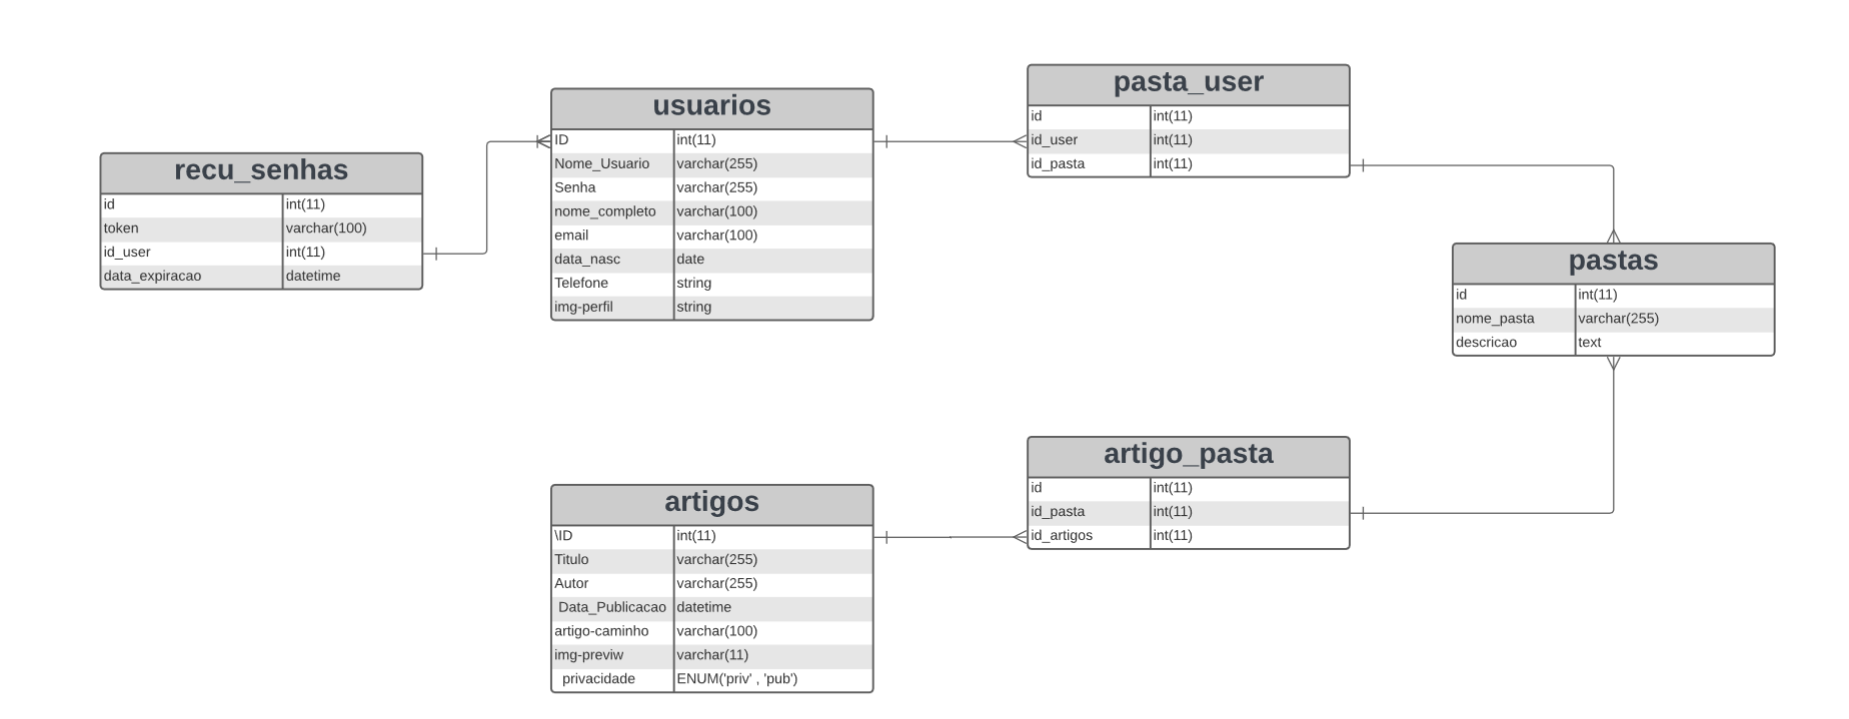 recu_senhas
id int(11)
token varchar(100)
id_user int(11)
data_expiracao datetime
usuarios
ID int(11)
Nome_Usuario varchar(255)
Senha varchar(255)
nome_completo varchar(100)
email varchar(100)
data_nasc date
Telefone string
img-perfil string
pasta_user
id int(11)
id_user int(11)
id_pasta int(11)
pastas
id int(11)
nome_pasta varchar(255)
descricao text
artigos
\ID int(11)
Titulo varchar(255)
Autor varchar(255)
Data_Publicacao datetime
artigo-caminho varchar(100)
img-previw varchar(11)
privacidade ENUM('priv' , 'pub')
artigo_pasta
id int(11)
id_pasta int(11)
id_artigos int(11)